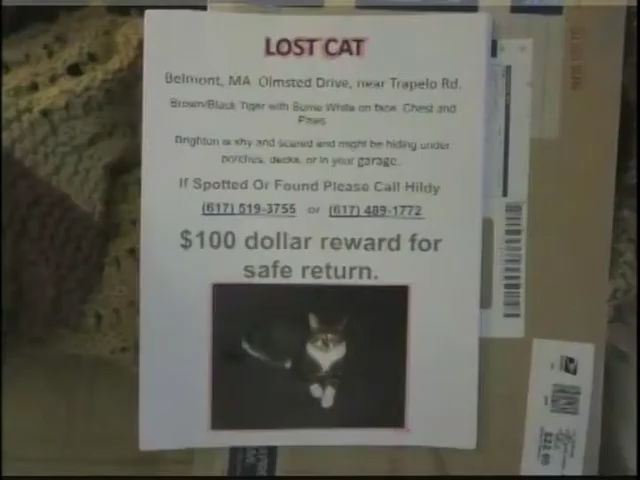 LOST CAT
Belmont, MA Olmsted Drive, near Trapelo Rd.
Brown/Black Tiger with Some White on face, Chest and
Paws
Brighton is shy and scared and might be hiding under
porches, decks, or in your garage.
If Spotted Or Found Please Call Hildy
(617) 519-3755 or (617) 489-1772
$100 dollar reward for
safe return.